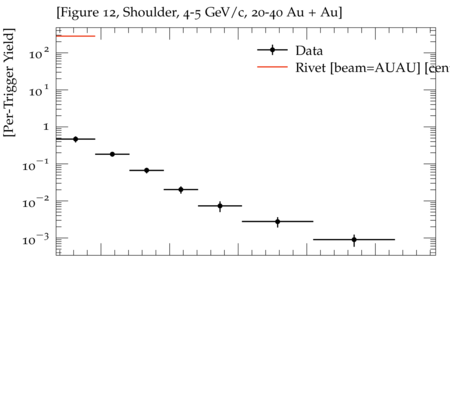 [Figure 12, Shoulder, 4-5 GeV/c, 20-40 Au + Au]
[Per-Trigger Yield]
Data
Rivet [beam=AUAU] [cen
10²
10¹
1
10⁻¹
10⁻²
10⁻³